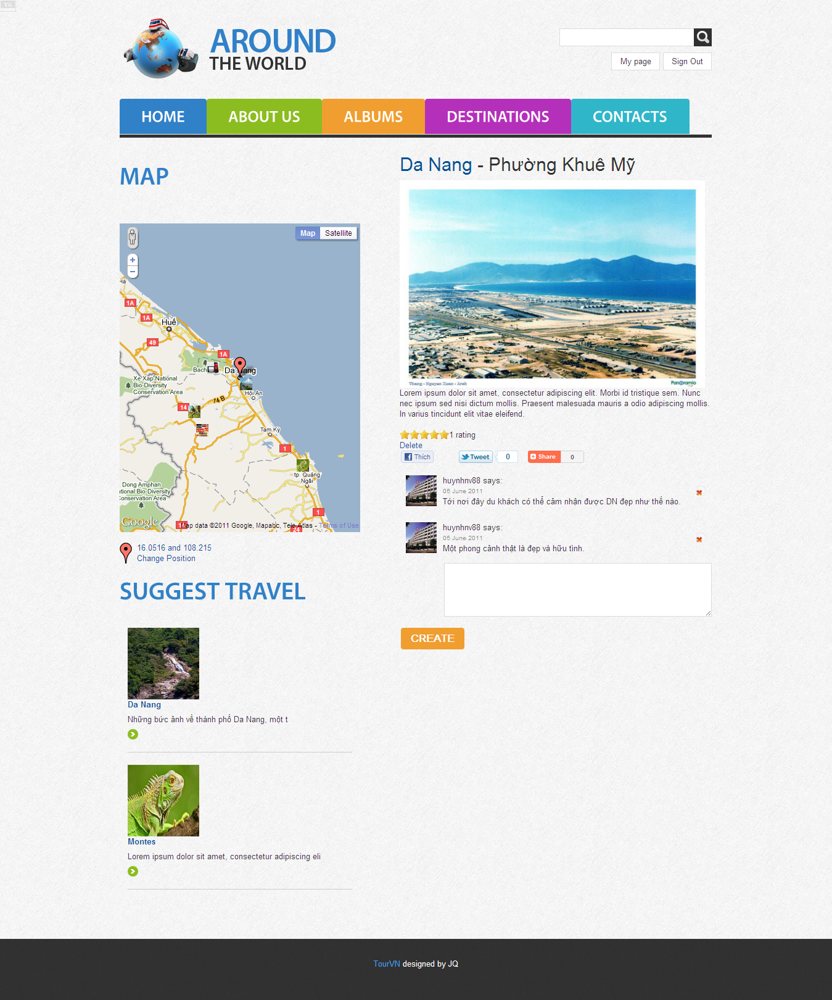 AROUND
THE WORLD
My page
Sign Out
HOME
ABOUT US
ALBUMS
DESTINATIONS
CONTACTS
MAP
Map
Satellite
+
−
1A
1A
Huế
49
1A
Bach
Da Nang
Xe Xap National
Bio-Diversity
Conservation Area
Hội An
14 B
14
Tam Kỳ
1
tp. Quảng
Ngãi
Dong Amphan
National Bio-Diversity
Conservation Area
1
Google
24
Map data ©2011 Google, Mapabc, Tele Atlas - Terms of Use
16.0516 and 108.215
Change Position
SUGGEST TRAVEL
Da Nang
Những bức ảnh về thành phố Da Nang, một t
Montes
Lorem ipsum dolor sit amet, consectetur adipiscing eli
Da Nang - Phường Khuê Mỹ
Thang - Nguyen Xuan - Arch
Panoramio
Lorem ipsum dolor sit amet, consectetur adipiscing elit. Morbi id tristique sem. Nunc
nec ipsum sed nisi dictum mollis. Praesent malesuada mauris a odio adipiscing mollis.
In varius tincidunt elit vitae eleifend.
1 rating
Delete
Thích
Tweet
0
Share
0
huynhnv88 says:
05 June 2011
Tới nơi đây du khách có thể cảm nhận được DN đẹp như thế nào.
huynhnv88 says:
05 June 2011
Một phong cảnh thật là đẹp và hữu tình.
CREATE
TourVN designed by JQ